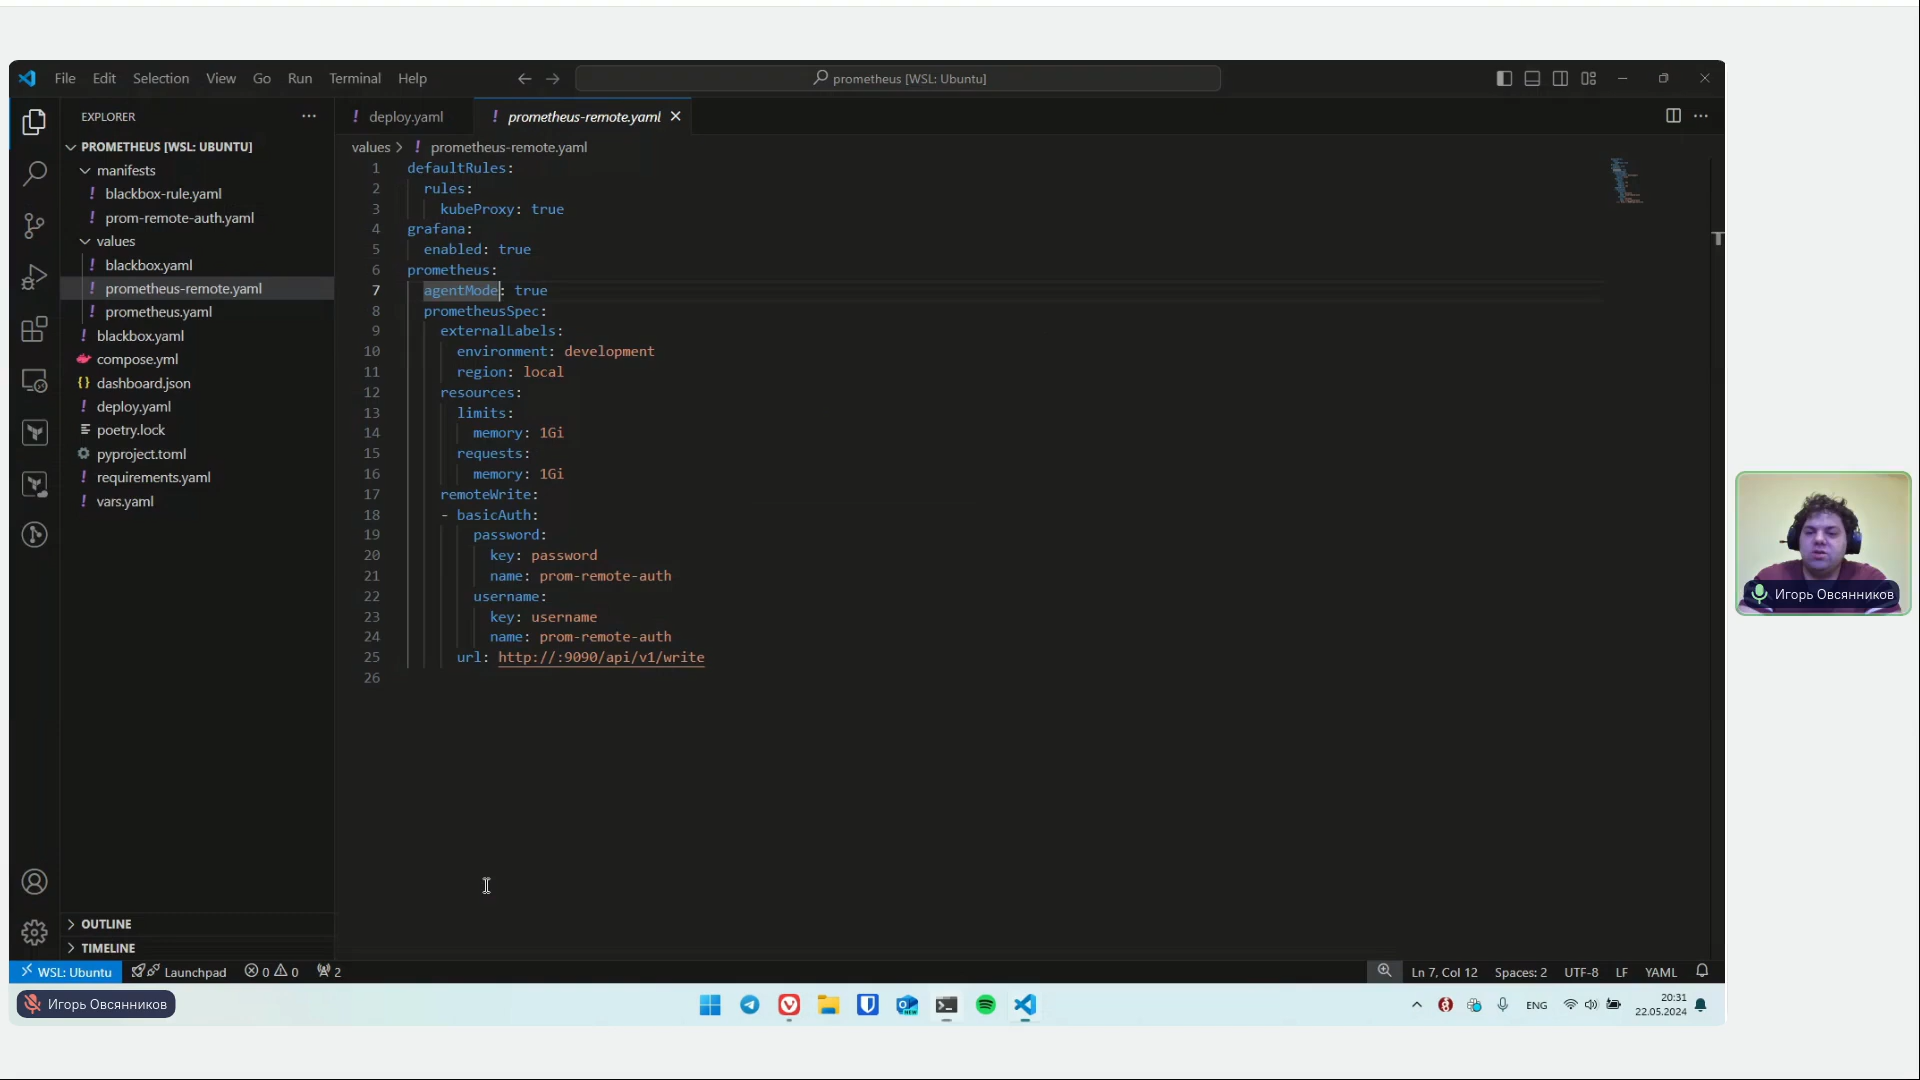 File Edit Selection View Go Run Terminal Help
prometheus [WSL: Ubuntu]
EXPLORER
PROMETHEUS [WSL: UBUNTU]
manifests
blackbox-rule.yaml
prom-remote-auth.yaml
values
blackbox.yaml
prometheus-remote.yaml
prometheus.yaml
blackbox.yaml
compose.yml
dashboard.json
deploy.yaml
poetry.lock
pyproject.toml
requirements.yaml
vars.yaml
OUTLINE
TIMELINE
deploy.yaml
prometheus-remote.yaml
values > ! prometheus-remote.yaml
1 defaultRules:
2 rules:
3 kubeProxy: true
4 grafana:
5 enabled: true
6 prometheus:
7 agentMode: true
8 prometheusSpec:
9 externalLabels:
10 environment: development
11 region: local
12 resources:
13 limits:
14 memory: 1Gi
15 requests:
16 memory: 1Gi
17 remoteWrite:
18 - basicAuth:
19 password:
20 key: password
21 name: prom-remote-auth
22 username:
23 key: username
24 name: prom-remote-auth
25 url: http://:9090/api/v1/write
26
Игорь Овсянников
WSL: Ubuntu Launchpad 0 0 2
Ln 7, Col 12 Spaces: 2 UTF-8 LF YAML
Игорь Овсянников
ENG
20:31
22.05.2024